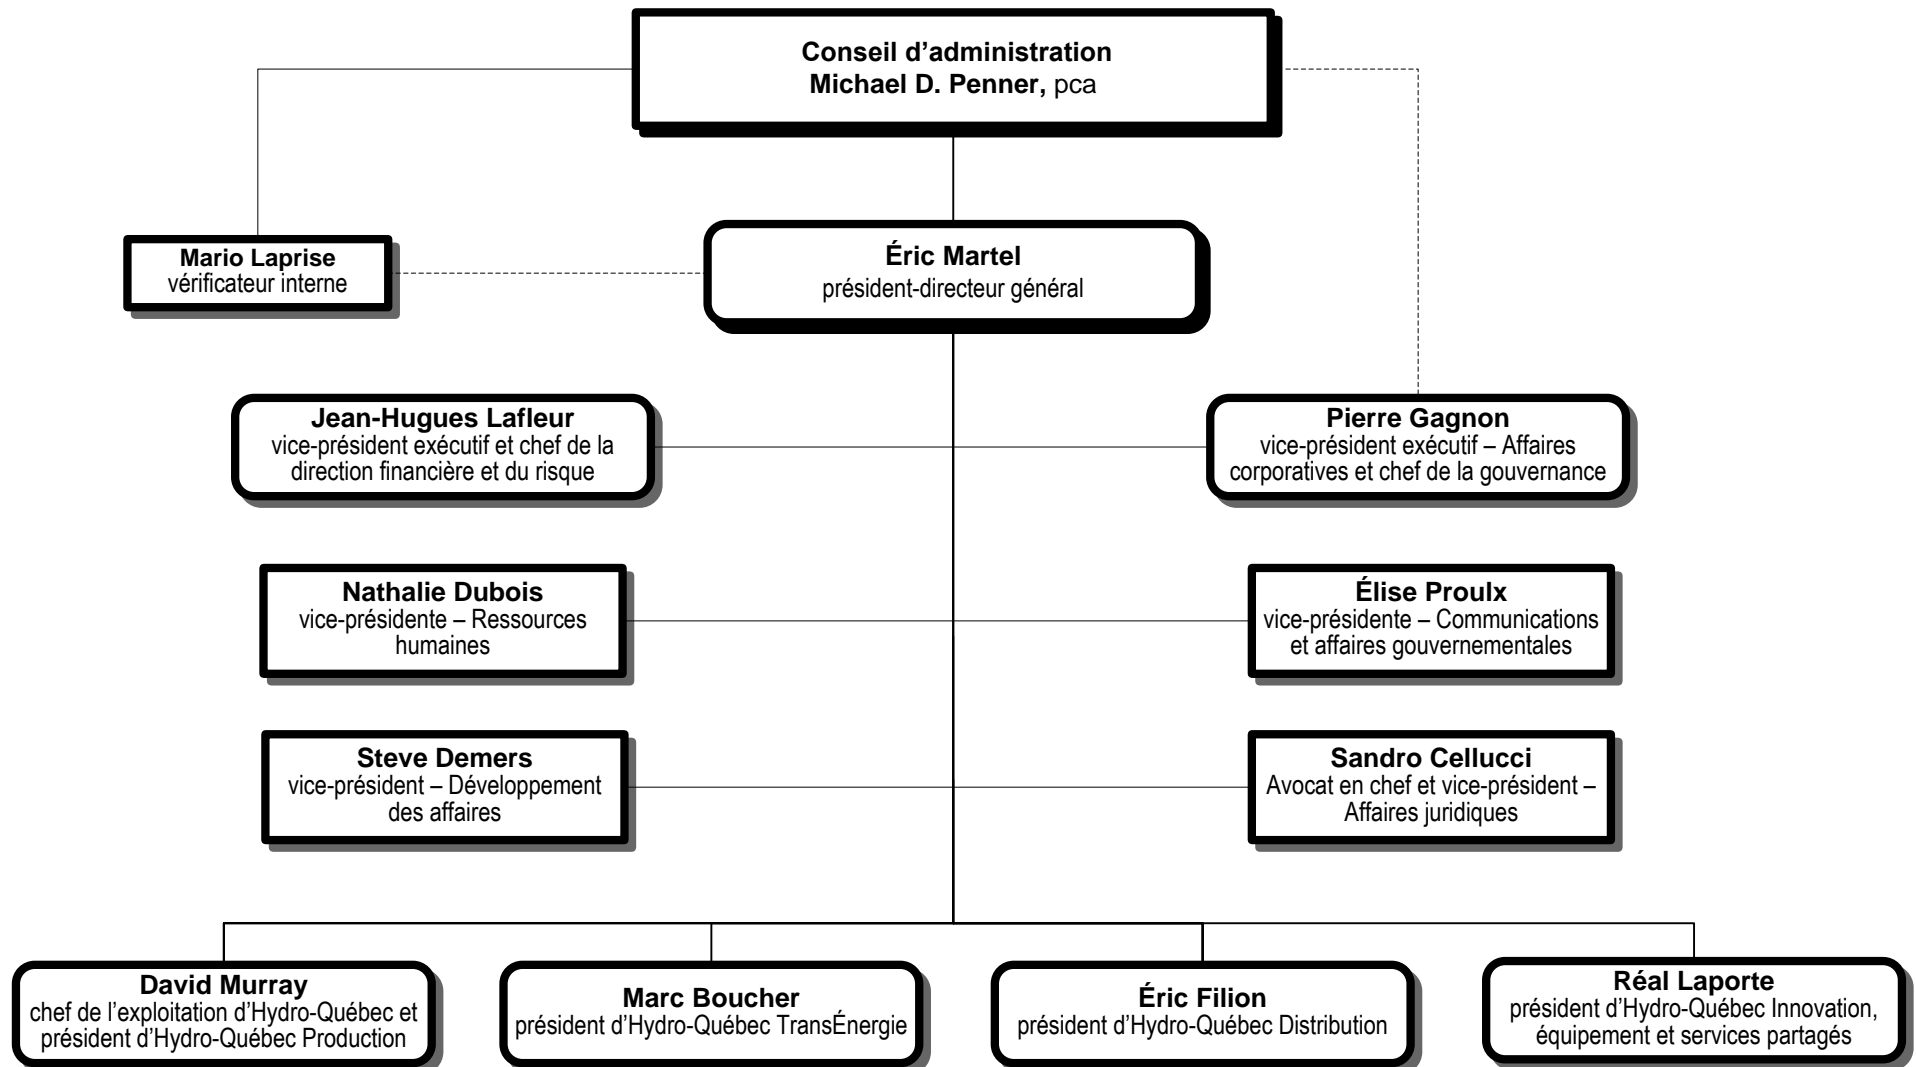 Conseil d’administration
Michael D. Penner, pca
Mario Laprise
vérificateur interne
Éric Martel
président-directeur général
Jean-Hugues Lafleur
vice-président exécutif et chef de la
direction financière et du risque
Pierre Gagnon
vice-président exécutif – Affaires
corporatives et chef de la gouvernance
Nathalie Dubois
vice-présidente – Ressources
humaines
Élise Proulx
vice-présidente – Communications
et affaires gouvernementales
Steve Demers
vice-président – Développement
des affaires
Sandro Cellucci
Avocat en chef et vice-président –
Affaires juridiques
David Murray
chef de l’exploitation d’Hydro-Québec et
président d’Hydro-Québec Production
Marc Boucher
président d’Hydro-Québec TransÉnergie
Éric Filion
président d’Hydro-Québec Distribution
Réal Laporte
président d’Hydro-Québec Innovation,
équipement et services partagés